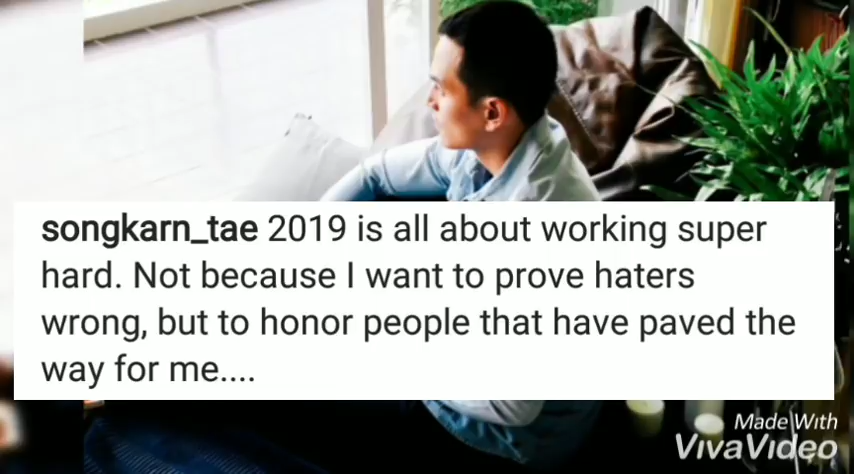 songkarn_tae 2019 is all about working super
hard. Not because I want to prove haters
wrong, but to honor people that have paved the
way for me....
Made With
VivaVideo